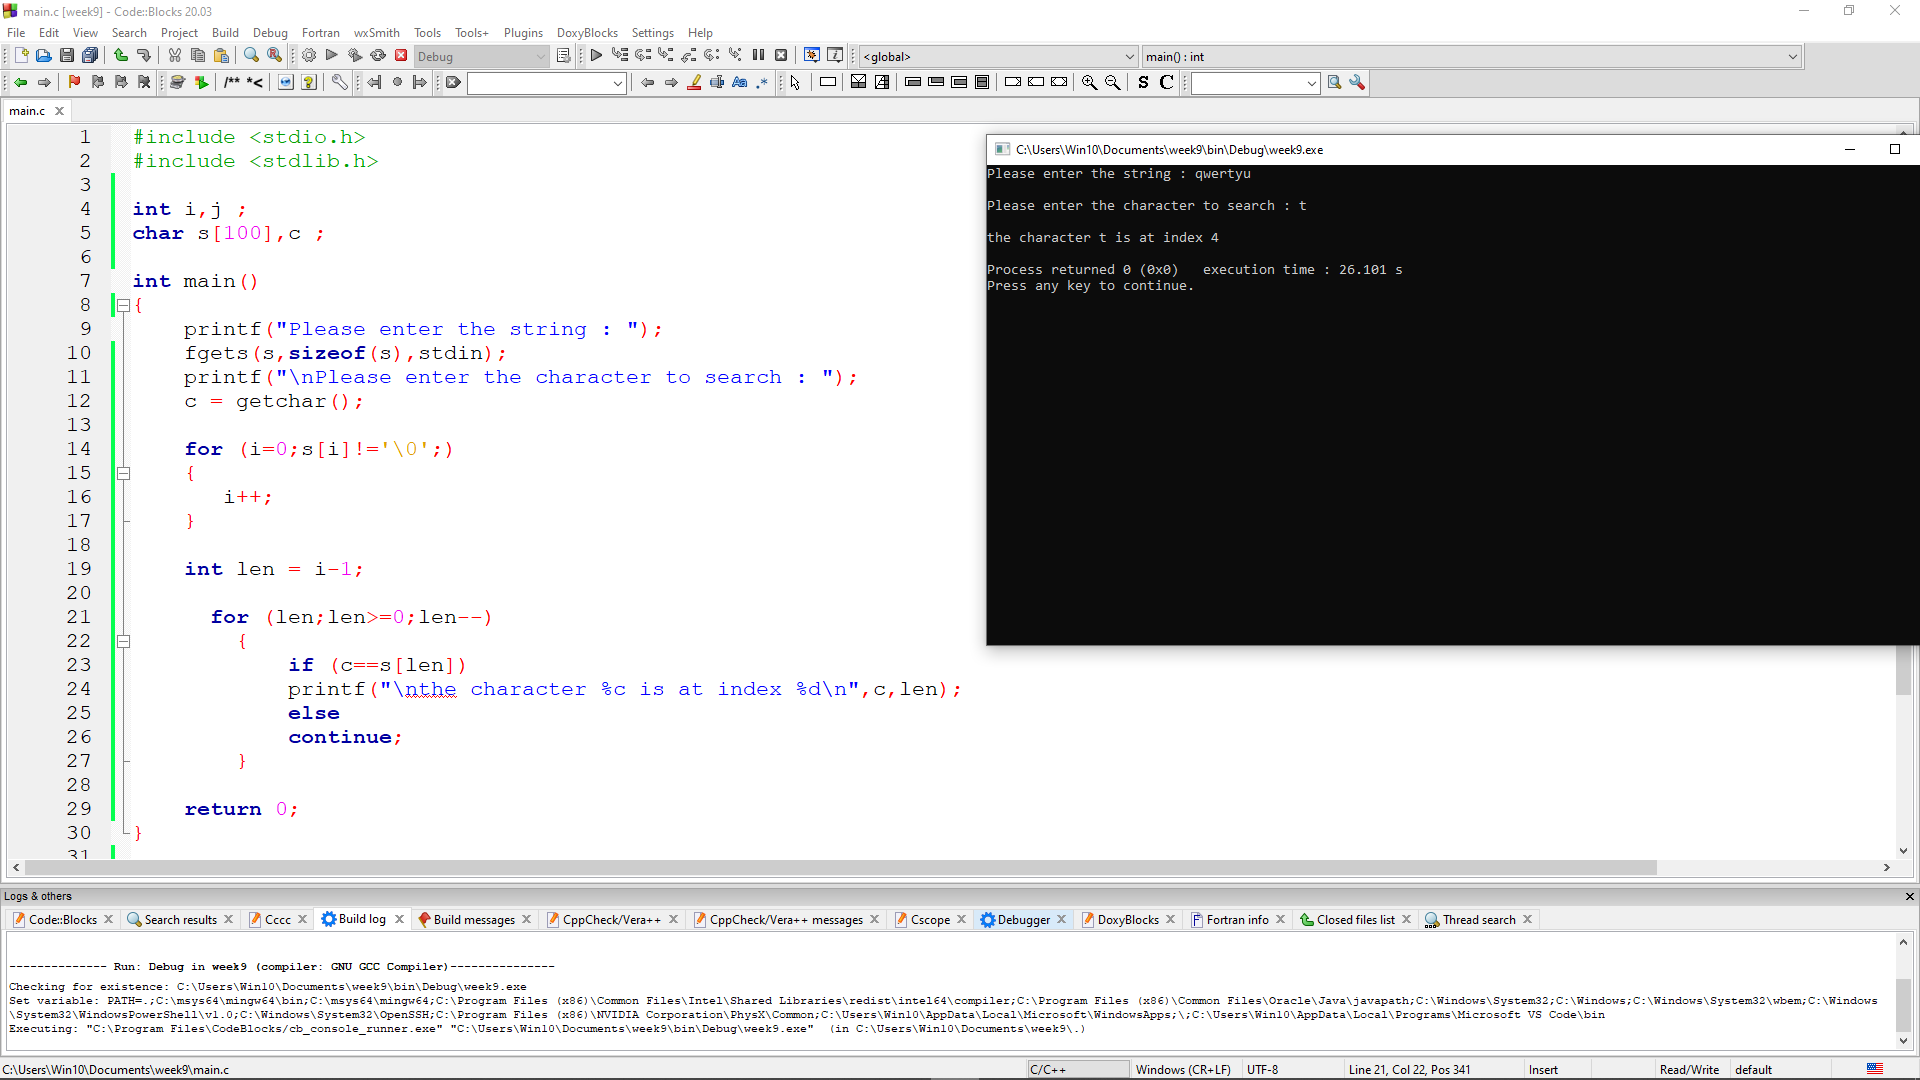 main.c [week9] - Code::Blocks 20.03
File Edit View Search Project Build Debug Fortran wxSmith Tools Tools+ Plugins DoxyBlocks Settings Help
Debug <global> main() : int
/** *< Aa .* S C
main.c
1 #include <stdio.h>
2 #include <stdlib.h>
3
4 int i,j ;
5 char s[100],c ;
6
7 int main()
8 {
9 printf("Please enter the string : ");
10 fgets(s,sizeof(s),stdin);
11 printf("\nPlease enter the character to search : ");
12 c = getchar();
13
14 for (i=0;s[i]!='\0';)
15 {
16 i++;
17 }
18
19 int len = i-1;
20
21 for (len;len>=0;len--)
22 {
23 if (c==s[len])
24 printf("\nthe character %c is at index %d\n",c,len);
25 else
26 continue;
27 }
28
29 return 0;
30 }
31
C:\Users\Win10\Documents\week9\bin\Debug\week9.exe
Please enter the string : qwertyu
Please enter the character to search : t
the character t is at index 4
Process returned 0 (0x0) execution time : 26.101 s
Press any key to continue.
Logs & others
Code::Blocks Search results Cccc Build log Build messages CppCheck/Vera++ CppCheck/Vera++ messages Cscope Debugger DoxyBlocks Fortran info Closed files list Thread search
-------------- Run: Debug in week9 (compiler: GNU GCC Compiler)---------------
Checking for existence: C:\Users\Win10\Documents\week9\bin\Debug\week9.exe
Set variable: PATH=.;C:\msys64\mingw64\bin;C:\msys64\mingw64;C:\Program Files (x86)\Common Files\Intel\Shared Libraries\redist\intel64\compiler;C:\Program Files (x86)\Common Files\Oracle\Java\javapath;C:\Windows\System32;C:\Windows;C:\Windows\System32\wbem;C:\Windows
\System32\WindowsPowerShell\v1.0;C:\Windows\System32\OpenSSH;C:\Program Files (x86)\NVIDIA Corporation\PhysX\Common;C:\Users\Win10\AppData\Local\Microsoft\WindowsApps;\;C:\Users\Win10\AppData\Local\Programs\Microsoft VS Code\bin
Executing: "C:\Program Files\CodeBlocks/cb_console_runner.exe" "C:\Users\Win10\Documents\week9\bin\Debug\week9.exe" (in C:\Users\Win10\Documents\week9\.)
C:\Users\Win10\Documents\week9\main.c C/C++ Windows (CR+LF) UTF-8 Line 21, Col 22, Pos 341 Insert Read/Write default